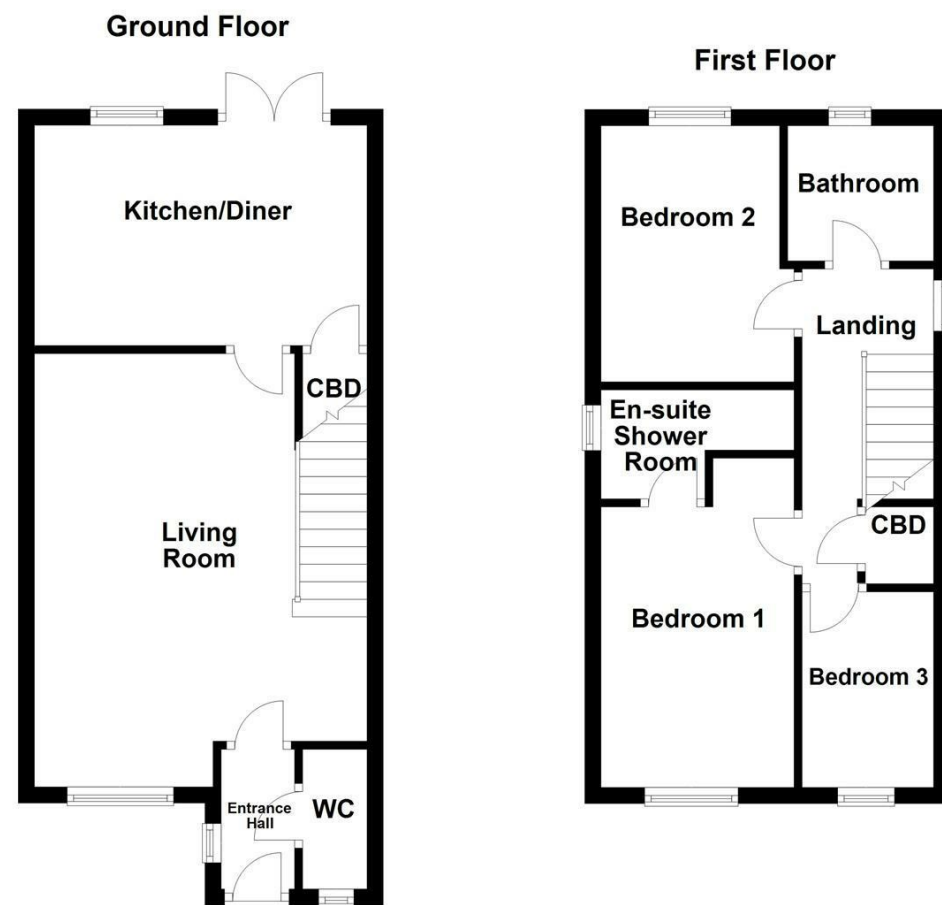 Ground Floor
Kitchen/Diner
CBD
Living
Room
Entrance
Hall
WC
First Floor
Bedroom 2
Bathroom
Landing
En-suite
Shower
Room
CBD
Bedroom 1
Bedroom 3